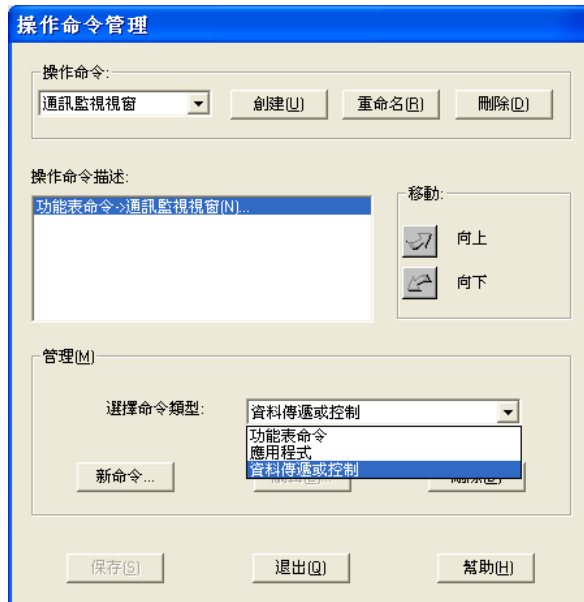 操作命令管理
操作命令:
通訊監視視窗 創建(U) 重命名(R) 刪除(D)
操作命令描述:
功能表命令->通訊監視視窗(N)...
移動:
向上
向下
管理(M)
選擇命令類型: 資料傳遞或控制
功能表命令
應用程式
資料傳遞或控制
新命令...
保存(S) 退出(Q) 幫助(H)